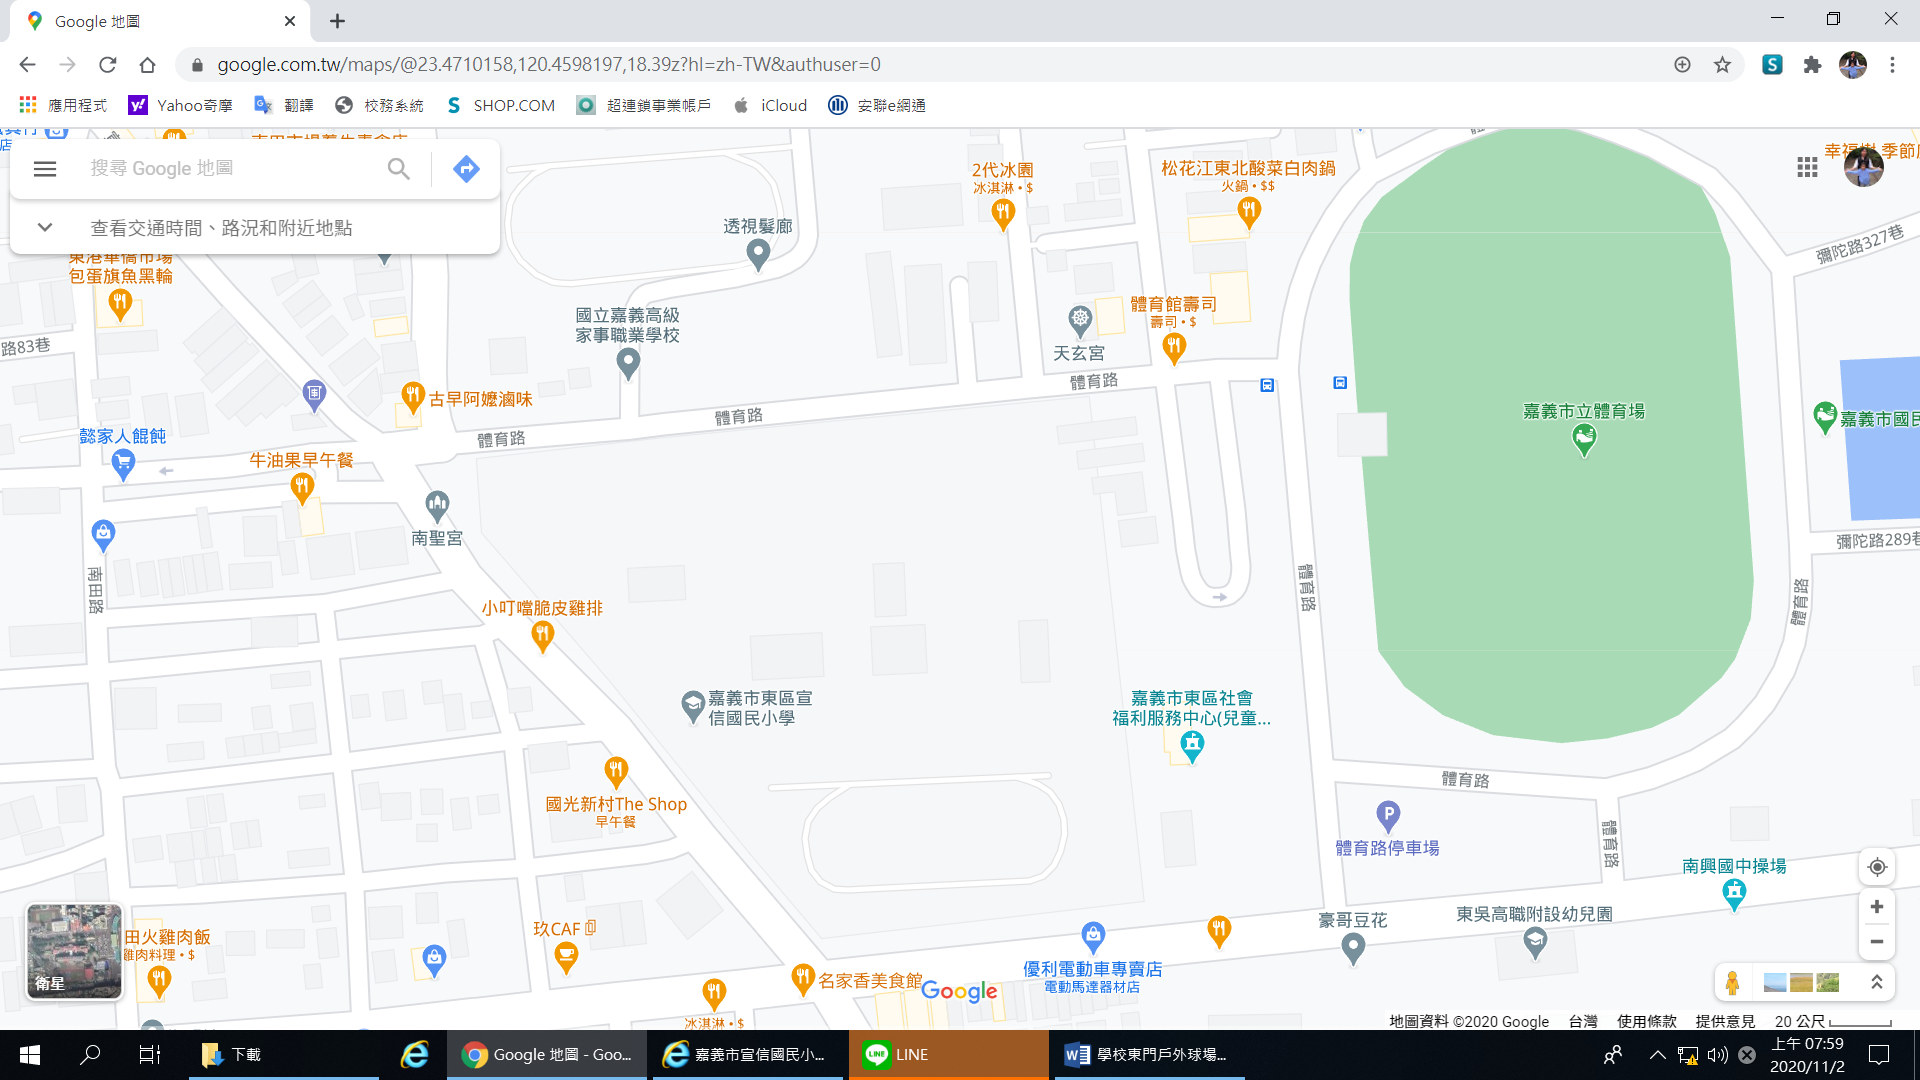 Google 地圖
google.com.tw/maps/@23.4710158,120.4598197,18.39z?hl=zh-TW&authuser=0
應用程式
Yahoo奇摩
翻譯
校務系統
SHOP.COM
超連鎖事業帳戶
iCloud
安聯e網通
搜尋 Google 地圖
查看交通時間、路況和附近地點
包蛋旗魚黑輪
路83巷
透視髮廊
2代冰園
冰淇淋 • $
松花江東北酸菜白肉鍋
火鍋 • $$
彌陀路327巷
國立嘉義高級
家事職業學校
天玄宮
體育館壽司
壽司 • $
體育路
體育路
體育路
古早阿嬤滷味
懿家人餛飩
牛油果早午餐
南聖宮
南田路
嘉義市立體育場
嘉義市國民
彌陀路289巷
體育路
體育路
小叮噹脆皮雞排
嘉義市東區宣
信國民小學
嘉義市東區社會
福利服務中心(兒童...
國光新村The Shop
早午餐
體育路
體育路
P
體育路停車場
南興國中操場
豪哥豆花
東吳高職附設幼兒園
田火雞肉飯
雞肉料理 • $
玖CAF
優利電動車專賣店
電動馬達器材店
名家香美食館
Google
冰淇淋 • $
衛星
地圖資料 ©2020 Google
台灣
使用條款
提供意見
20 公尺
下載
Google 地圖 - Goo...
嘉義市宣信國民小...
LINE
學校東門戶外球場...
上午 07:59
2020/11/2